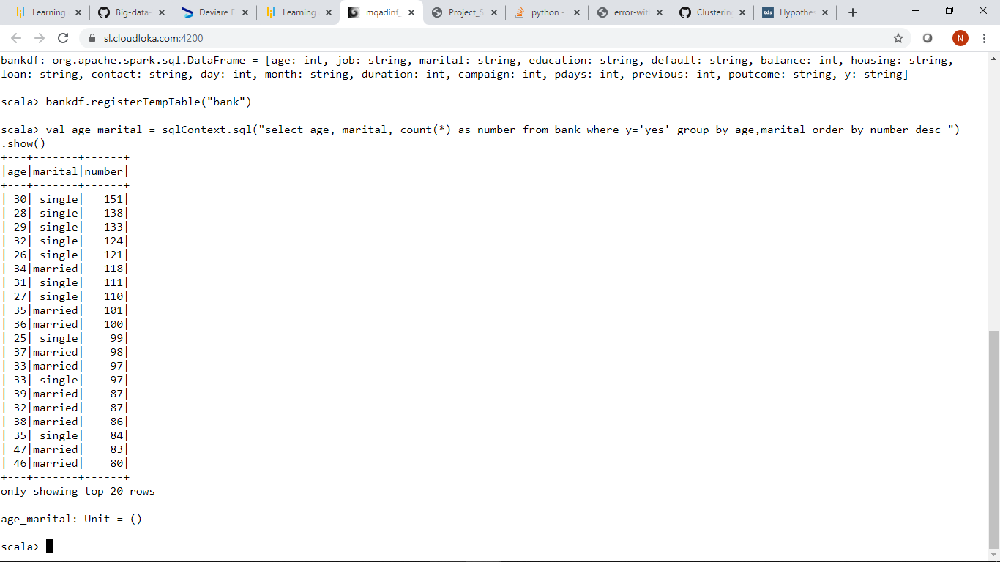 Learning
Big-data-
Deviare E
Learning
mqadinf_
Project_S
python -
error-wit
Clustering
Hypothes
sl.cloudloka.com:4200
N
bankdf: org.apache.spark.sql.DataFrame = [age: int, job: string, marital: string, education: string, default: string, balance: int, housing: string,
loan: string, contact: string, day: int, month: string, duration: int, campaign: int, pdays: int, previous: int, poutcome: string, y: string]
scala> bankdf.registerTempTable("bank")
scala> val age_marital = sqlContext.sql("select age, marital, count(*) as number from bank where y='yes' group by age,marital order by number desc ")
.show()
+---+-------+------+
|age|marital|number|
+---+-------+------+
| 30| single|   151|
| 28| single|   138|
| 29| single|   133|
| 32| single|   124|
| 26| single|   121|
| 34|married|   118|
| 31| single|   111|
| 27| single|   110|
| 35|married|   101|
| 36|married|   100|
| 25| single|    99|
| 37|married|    98|
| 33|married|    97|
| 33| single|    97|
| 39|married|    87|
| 32|married|    87|
| 38|married|    86|
| 35| single|    84|
| 47|married|    83|
| 46|married|    80|
+---+-------+------+
only showing top 20 rows
age_marital: Unit = ()
scala>